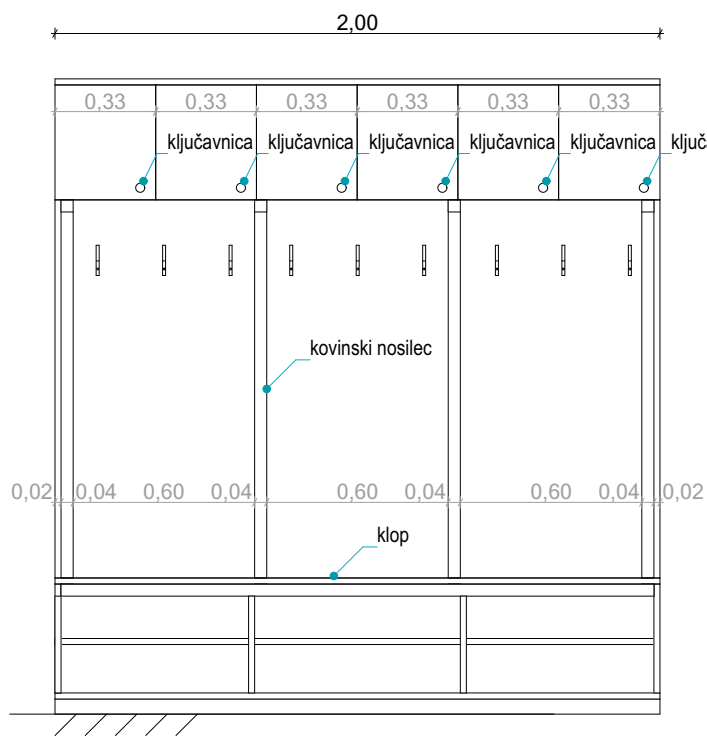 2,00
0,33 0,33 0,33 0,33 0,33 0,33
ključavnica ključavnica ključavnica ključavnica ključavnica ključ
kovinski nosilec
0,02 0,04 0,60 0,04 0,60 0,04 0,60 0,04 0,02
klop